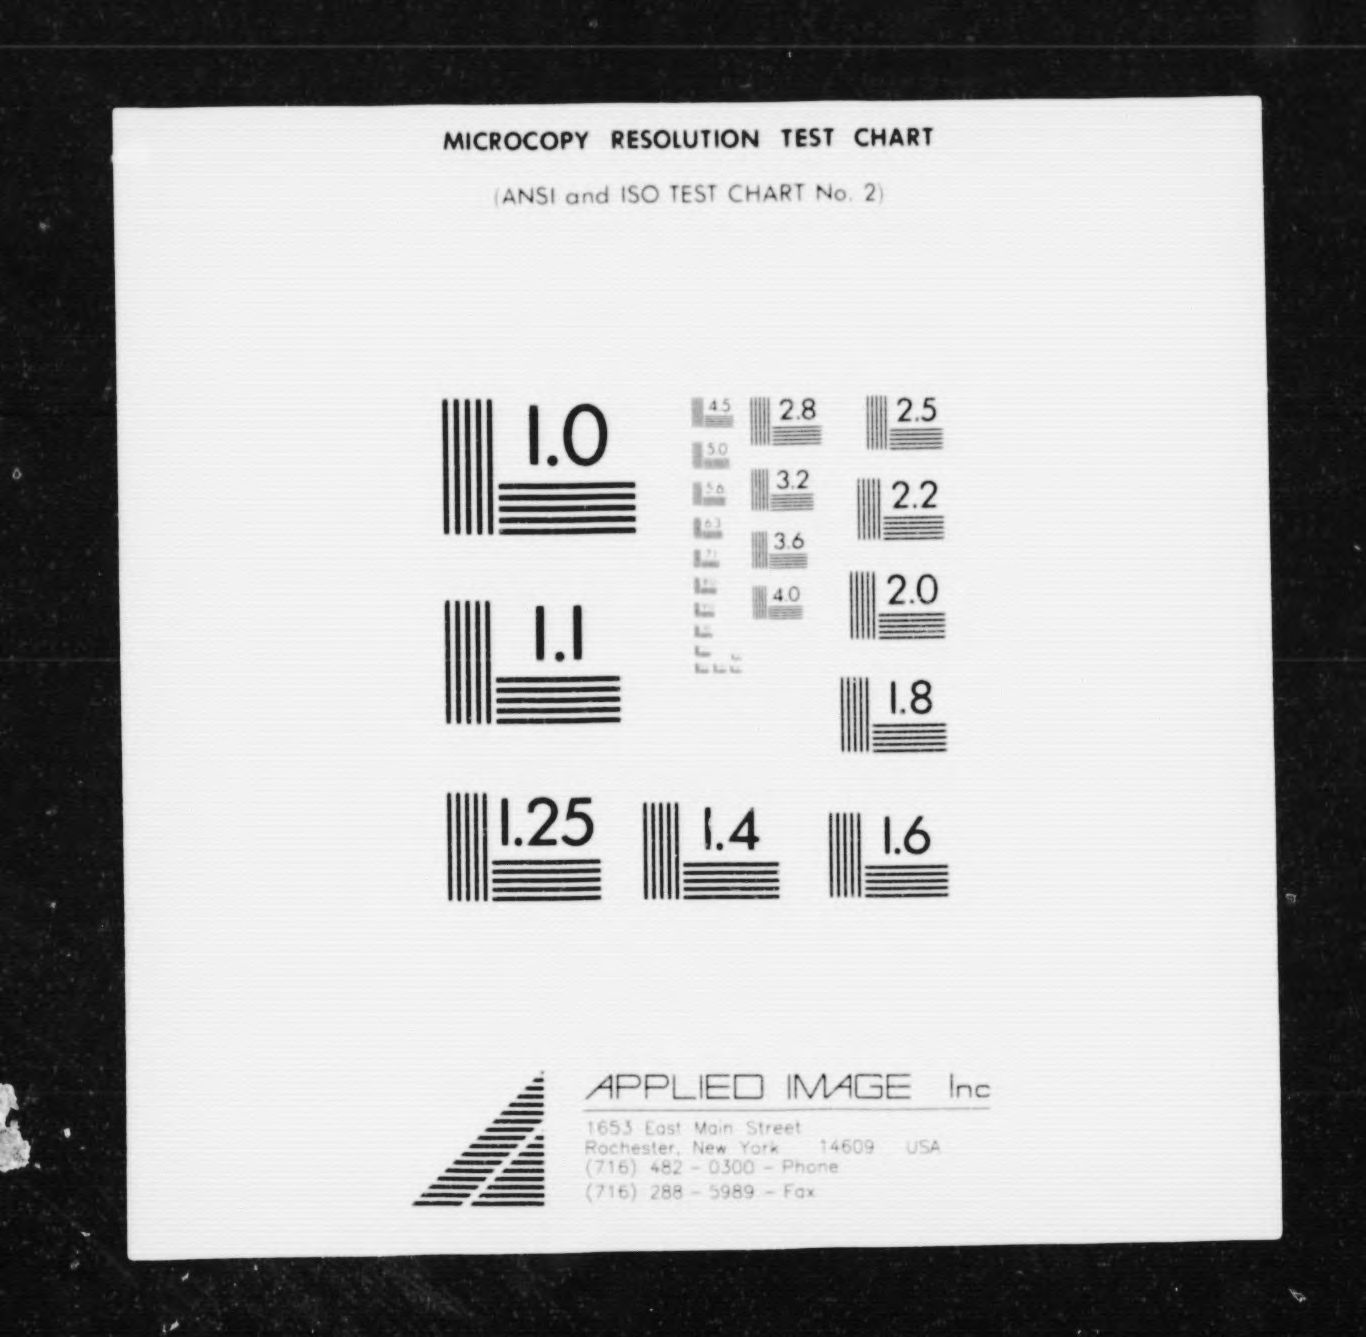 MICROCOPY RESOLUTION TEST CHART
(ANSI and ISO TEST CHART No. 2)
1.0
4.5
2.8
2.5
5.0
3.2
2.2
5.6
6.3
3.6
7.1
4.0
2.0
1.1
1.8
1.25
1.4
1.6
APPLIED IMAGE Inc
1653 East Main Street
Rochester, New York 14609 USA
(716) 482 - 0300 - Phone
(716) 288 - 5989 - Fax